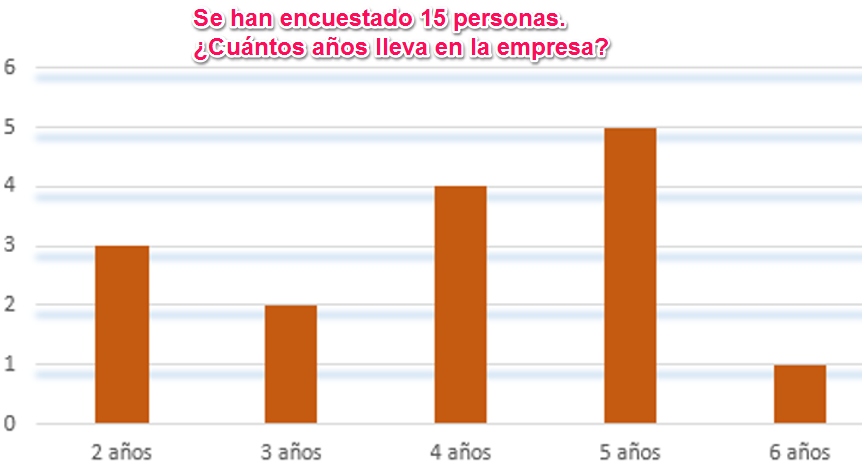 Se han encuestado 15 personas.
¿Cuántos años lleva en la empresa?
6
5
4
3
2
1
0
2 años 3 años 4 años 5 años 6 años